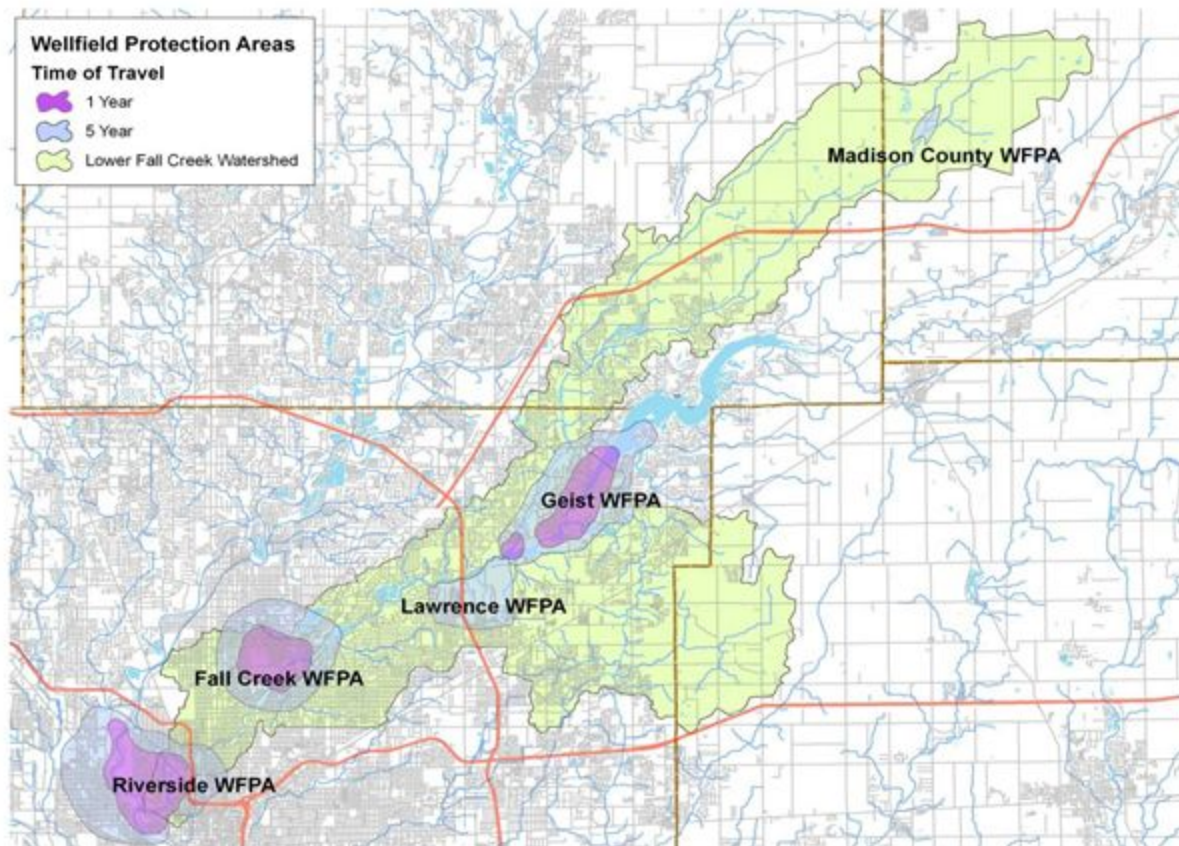 Wellfield Protection Areas
Time of Travel
1 Year
5 Year
Lower Fall Creek Watershed
Madison County WFPA
Geist WFPA
Lawrence WFPA
Fall Creek WFPA
Riverside WFPA